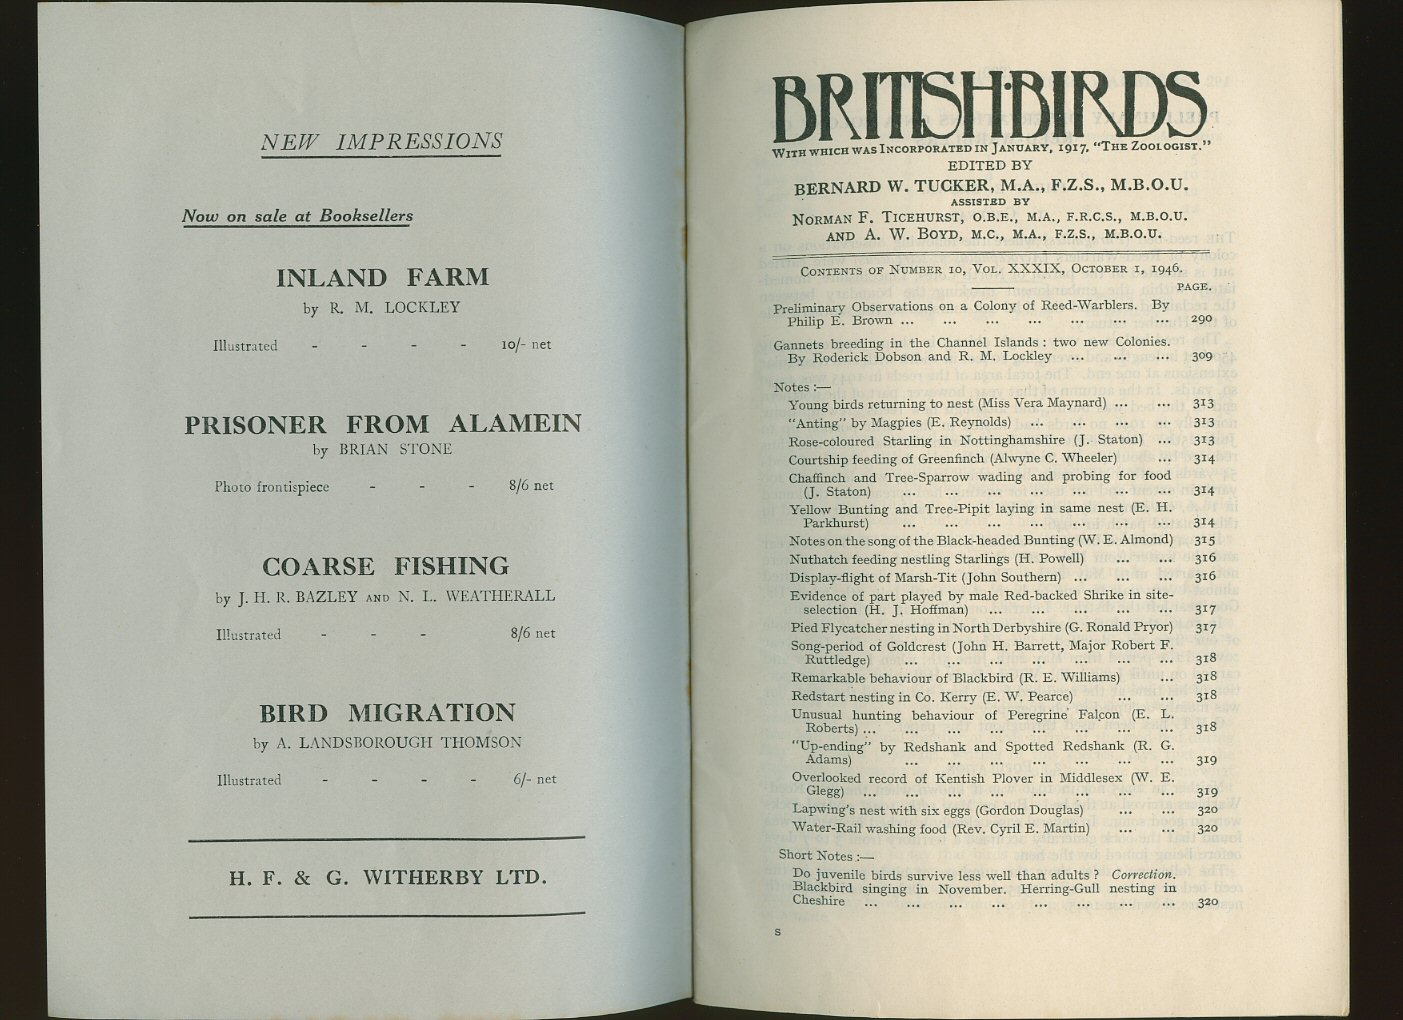 NEW IMPRESSIONS
Now on sale at Booksellers
INLAND FARM
by R. M. LOCKLEY
Illustrated - - - - 10/- net
PRISONER FROM ALAMEIN
by BRIAN STONE
Photo frontispiece - - - 8/6 net
COARSE FISHING
by J. H. R. BAZLEY AND N. L. WEATHERALL
Illustrated - - - 8/6 net
BIRD MIGRATION
by A. LANDSBOROUGH THOMSON
Illustrated - - - - 6/- net
H. F. & G. WITHERBY LTD.
BRITISH·BIRDS
WITH WHICH WAS INCORPORATED IN JANUARY, 1917, "THE ZOOLOGIST."
EDITED BY
BERNARD W. TUCKER, M.A., F.Z.S., M.B.O.U.
ASSISTED BY
NORMAN F. TICEHURST, O.B.E., M.A., F.R.C.S., M.B.O.U.
AND A. W. BOYD, M.C., M.A., F.Z.S., M.B.O.U.
CONTENTS OF NUMBER 10, VOL. XXXIX, OCTOBER 1, 1946.
PAGE.
Preliminary Observations on a Colony of Reed-Warblers. By
Philip E. Brown ... ... ... ... ... ... ... 290
Gannets breeding in the Channel Islands : two new Colonies.
By Roderick Dobson and R. M. Lockley ... ... ... 309
Notes :—
Young birds returning to nest (Miss Vera Maynard) ... ... 313
"Anting" by Magpies (E. Reynolds) ... ... ... ... 313
Rose-coloured Starling in Nottinghamshire (J. Staton) ... 313
Courtship feeding of Greenfinch (Alwyne C. Wheeler) ... 314
Chaffinch and Tree-Sparrow wading and probing for food
(J. Staton) ... ... ... ... ... ... ... 314
Yellow Bunting and Tree-Pipit laying in same nest (E. H.
Parkhurst) ... ... ... ... ... ... ... 314
Notes on the song of the Black-headed Bunting (W. E. Almond) 315
Nuthatch feeding nestling Starlings (H. Powell) ... ... 316
Display-flight of Marsh-Tit (John Southern) ... ... ... 316
Evidence of part played by male Red-backed Shrike in site-
selection (H. J. Hoffman) ... ... ... ... ... 317
Pied Flycatcher nesting in North Derbyshire (G. Ronald Pryor) 317
Song-period of Goldcrest (John H. Barrett, Major Robert F.
Ruttledge) ... ... ... ... ... ... ... 318
Remarkable behaviour of Blackbird (R. E. Williams) ... 318
Redstart nesting in Co. Kerry (E. W. Pearce) ... ... 318
Unusual hunting behaviour of Peregrine Falcon (E. L.
Roberts) ... ... ... ... ... ... ... ... 318
"Up-ending" by Redshank and Spotted Redshank (R. G.
Adams) ... ... ... ... ... ... ... 319
Overlooked record of Kentish Plover in Middlesex (W. E.
Glegg) ... ... ... ... ... ... ... ... 319
Lapwing's nest with six eggs (Gordon Douglas) ... ... 320
Water-Rail washing food (Rev. Cyril E. Martin) ... ... 320
Short Notes :—
Do juvenile birds survive less well than adults ? Correction.
Blackbird singing in November. Herring-Gull nesting in
Cheshire ... ... ... ... ... ... ... ... 320
S